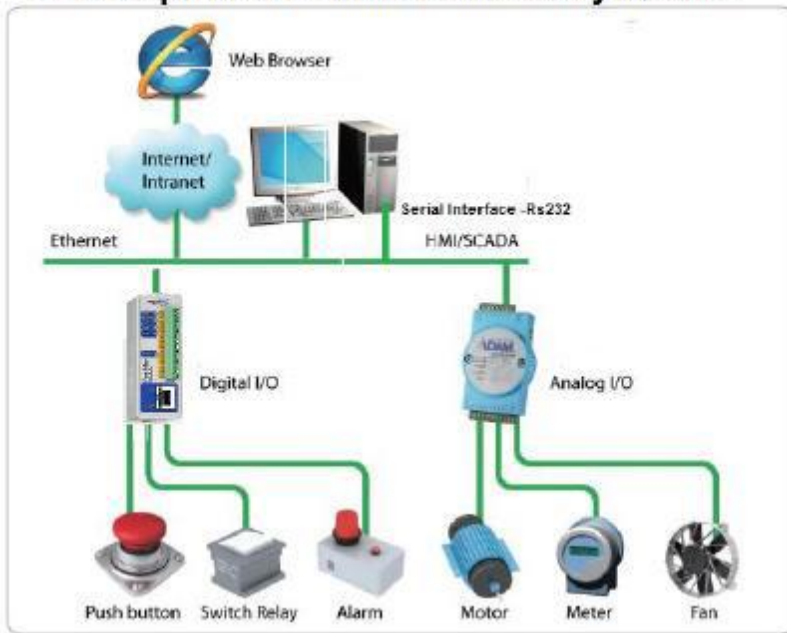 Web Browser
Internet/
Intranet
Serial Interface -Rs232
Ethernet
HMI/SCADA
ADAM
Digital I/O
Analog I/O
Push button
Switch Relay
Alarm
Motor
Meter
Fan